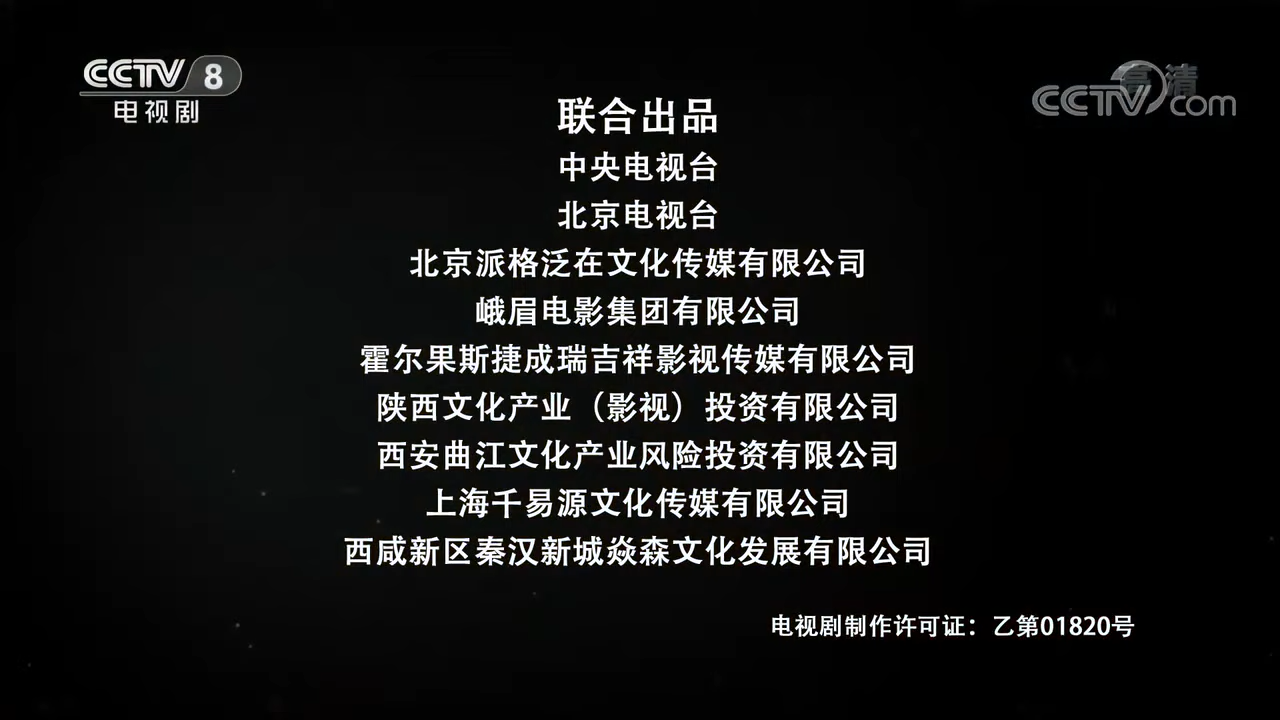 CCTV 8
电视剧
高清
CCTV.com
联合出品
中央电视台
北京电视台
北京派格泛在文化传媒有限公司
峨眉电影集团有限公司
霍尔果斯捷成瑞吉祥影视传媒有限公司
陕西文化产业（影视）投资有限公司
西安曲江文化产业风险投资有限公司
上海千易源文化传媒有限公司
西咸新区秦汉新城焱森文化发展有限公司
电视剧制作许可证：乙第01820号